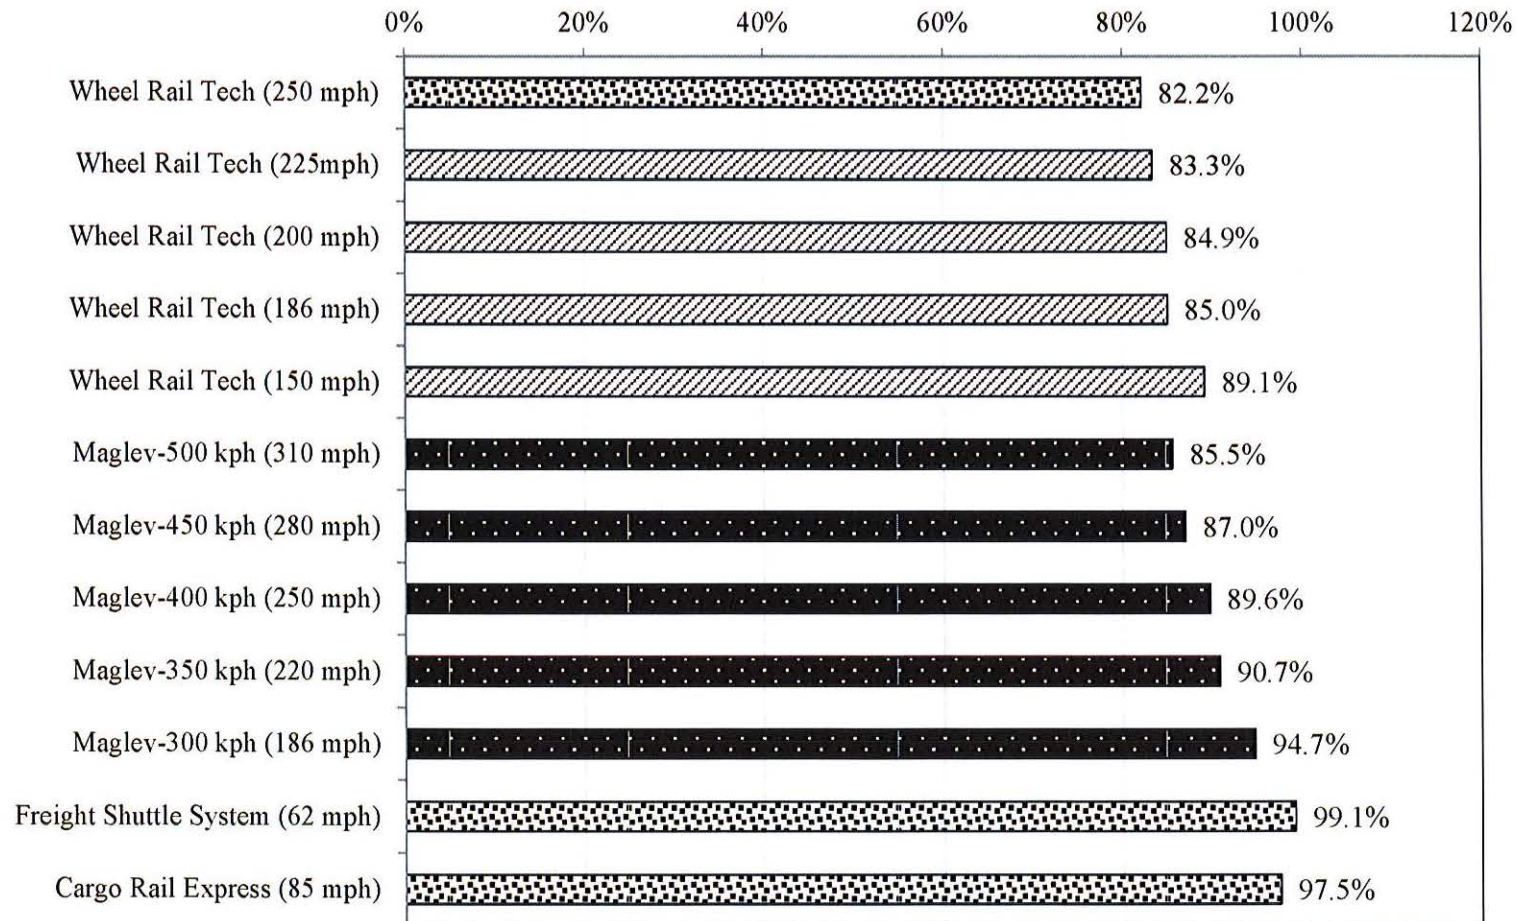 0% 20% 40% 60% 80% 100% 120%
Wheel Rail Tech (250 mph) 82.2%
Wheel Rail Tech (225mph) 83.3%
Wheel Rail Tech (200 mph) 84.9%
Wheel Rail Tech (186 mph) 85.0%
Wheel Rail Tech (150 mph) 89.1%
Maglev-500 kph (310 mph) 85.5%
Maglev-450 kph (280 mph) 87.0%
Maglev-400 kph (250 mph) 89.6%
Maglev-350 kph (220 mph) 90.7%
Maglev-300 kph (186 mph) 94.7%
Freight Shuttle System (62 mph) 99.1%
Cargo Rail Express (85 mph) 97.5%